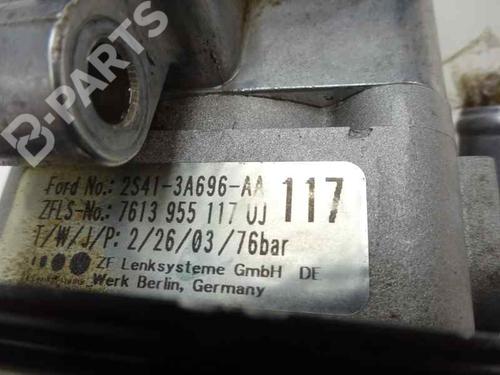 B-PARTS
Ford No.: 2S41-3A696-AA
117
ZFLS-No.: 7613 955 117 OJ
T/W/J/P: 2/26/03/76bar
ZF Lenksysteme GmbH DE
Werk Berlin, Germany